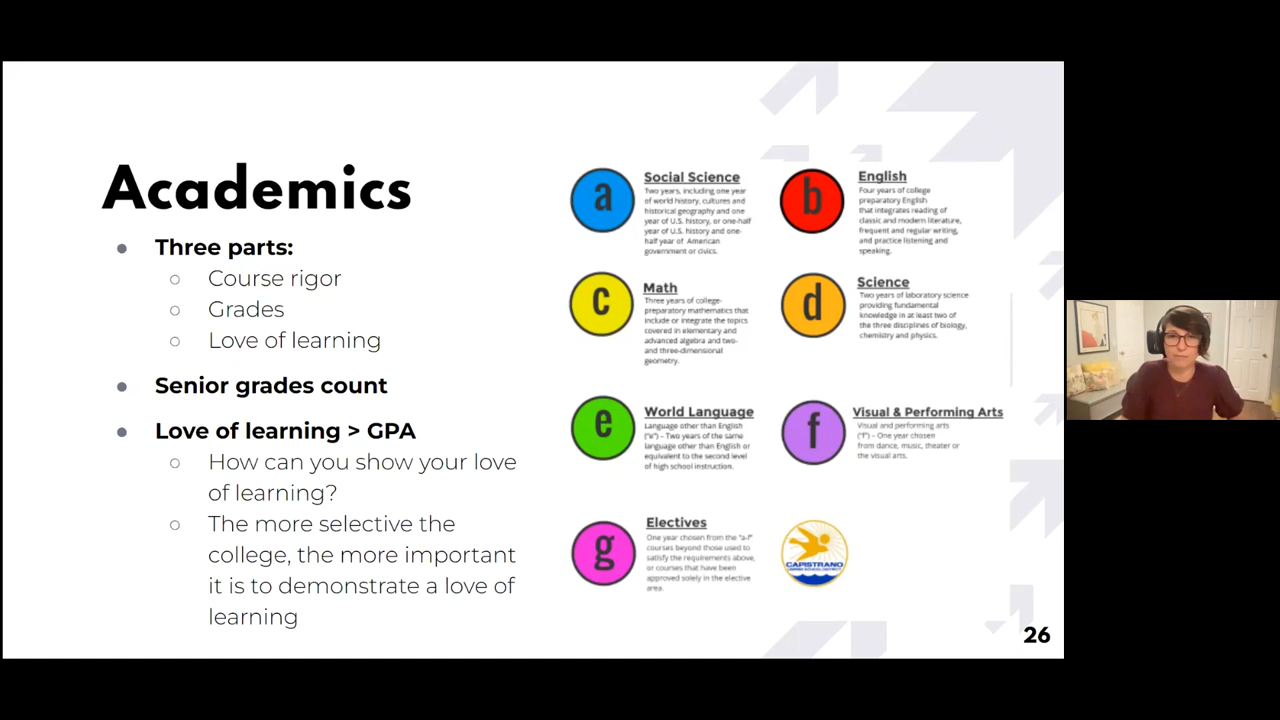 Academics
Three parts:
Course rigor
Grades
Love of learning
Senior grades count
Love of learning > GPA
How can you show your love
of learning?
The more selective the
college, the more important
it is to demonstrate a love of
learning
a
Social Science
Two years, including one year
of world history, cultures and
historical geography and one
year of U.S. history, or one-half
year of U.S. history and one-
half year of American
government or civics.
b
English
Four years of college
preparatory English
that integrates reading of
classic and modern literature,
frequent and regular writing,
and practice listening and
speaking.
c
Math
Three years of college-
preparatory mathematics that
include or integrate the topics
covered in elementary and
advanced algebra and two-
and three-dimensional
geometry.
d
Science
Two years of laboratory science
providing fundamental
knowledge in at least two of
the three disciplines of biology,
chemistry and physics.
e
World Language
Language other than English
("e") – Two years of the same
language other than English or
equivalent to the second level
of high school instruction.
f
Visual & Performing Arts
Visual and performing arts
("f") – One year chosen
from dance, music, theater or
the visual arts.
g
Electives
One year chosen from the "a-f"
courses beyond those used to
satisfy the requirements above,
or courses that have been
approved solely in the elective
area.
CAPISTRANO
UNIFIED SCHOOL DISTRICT
26